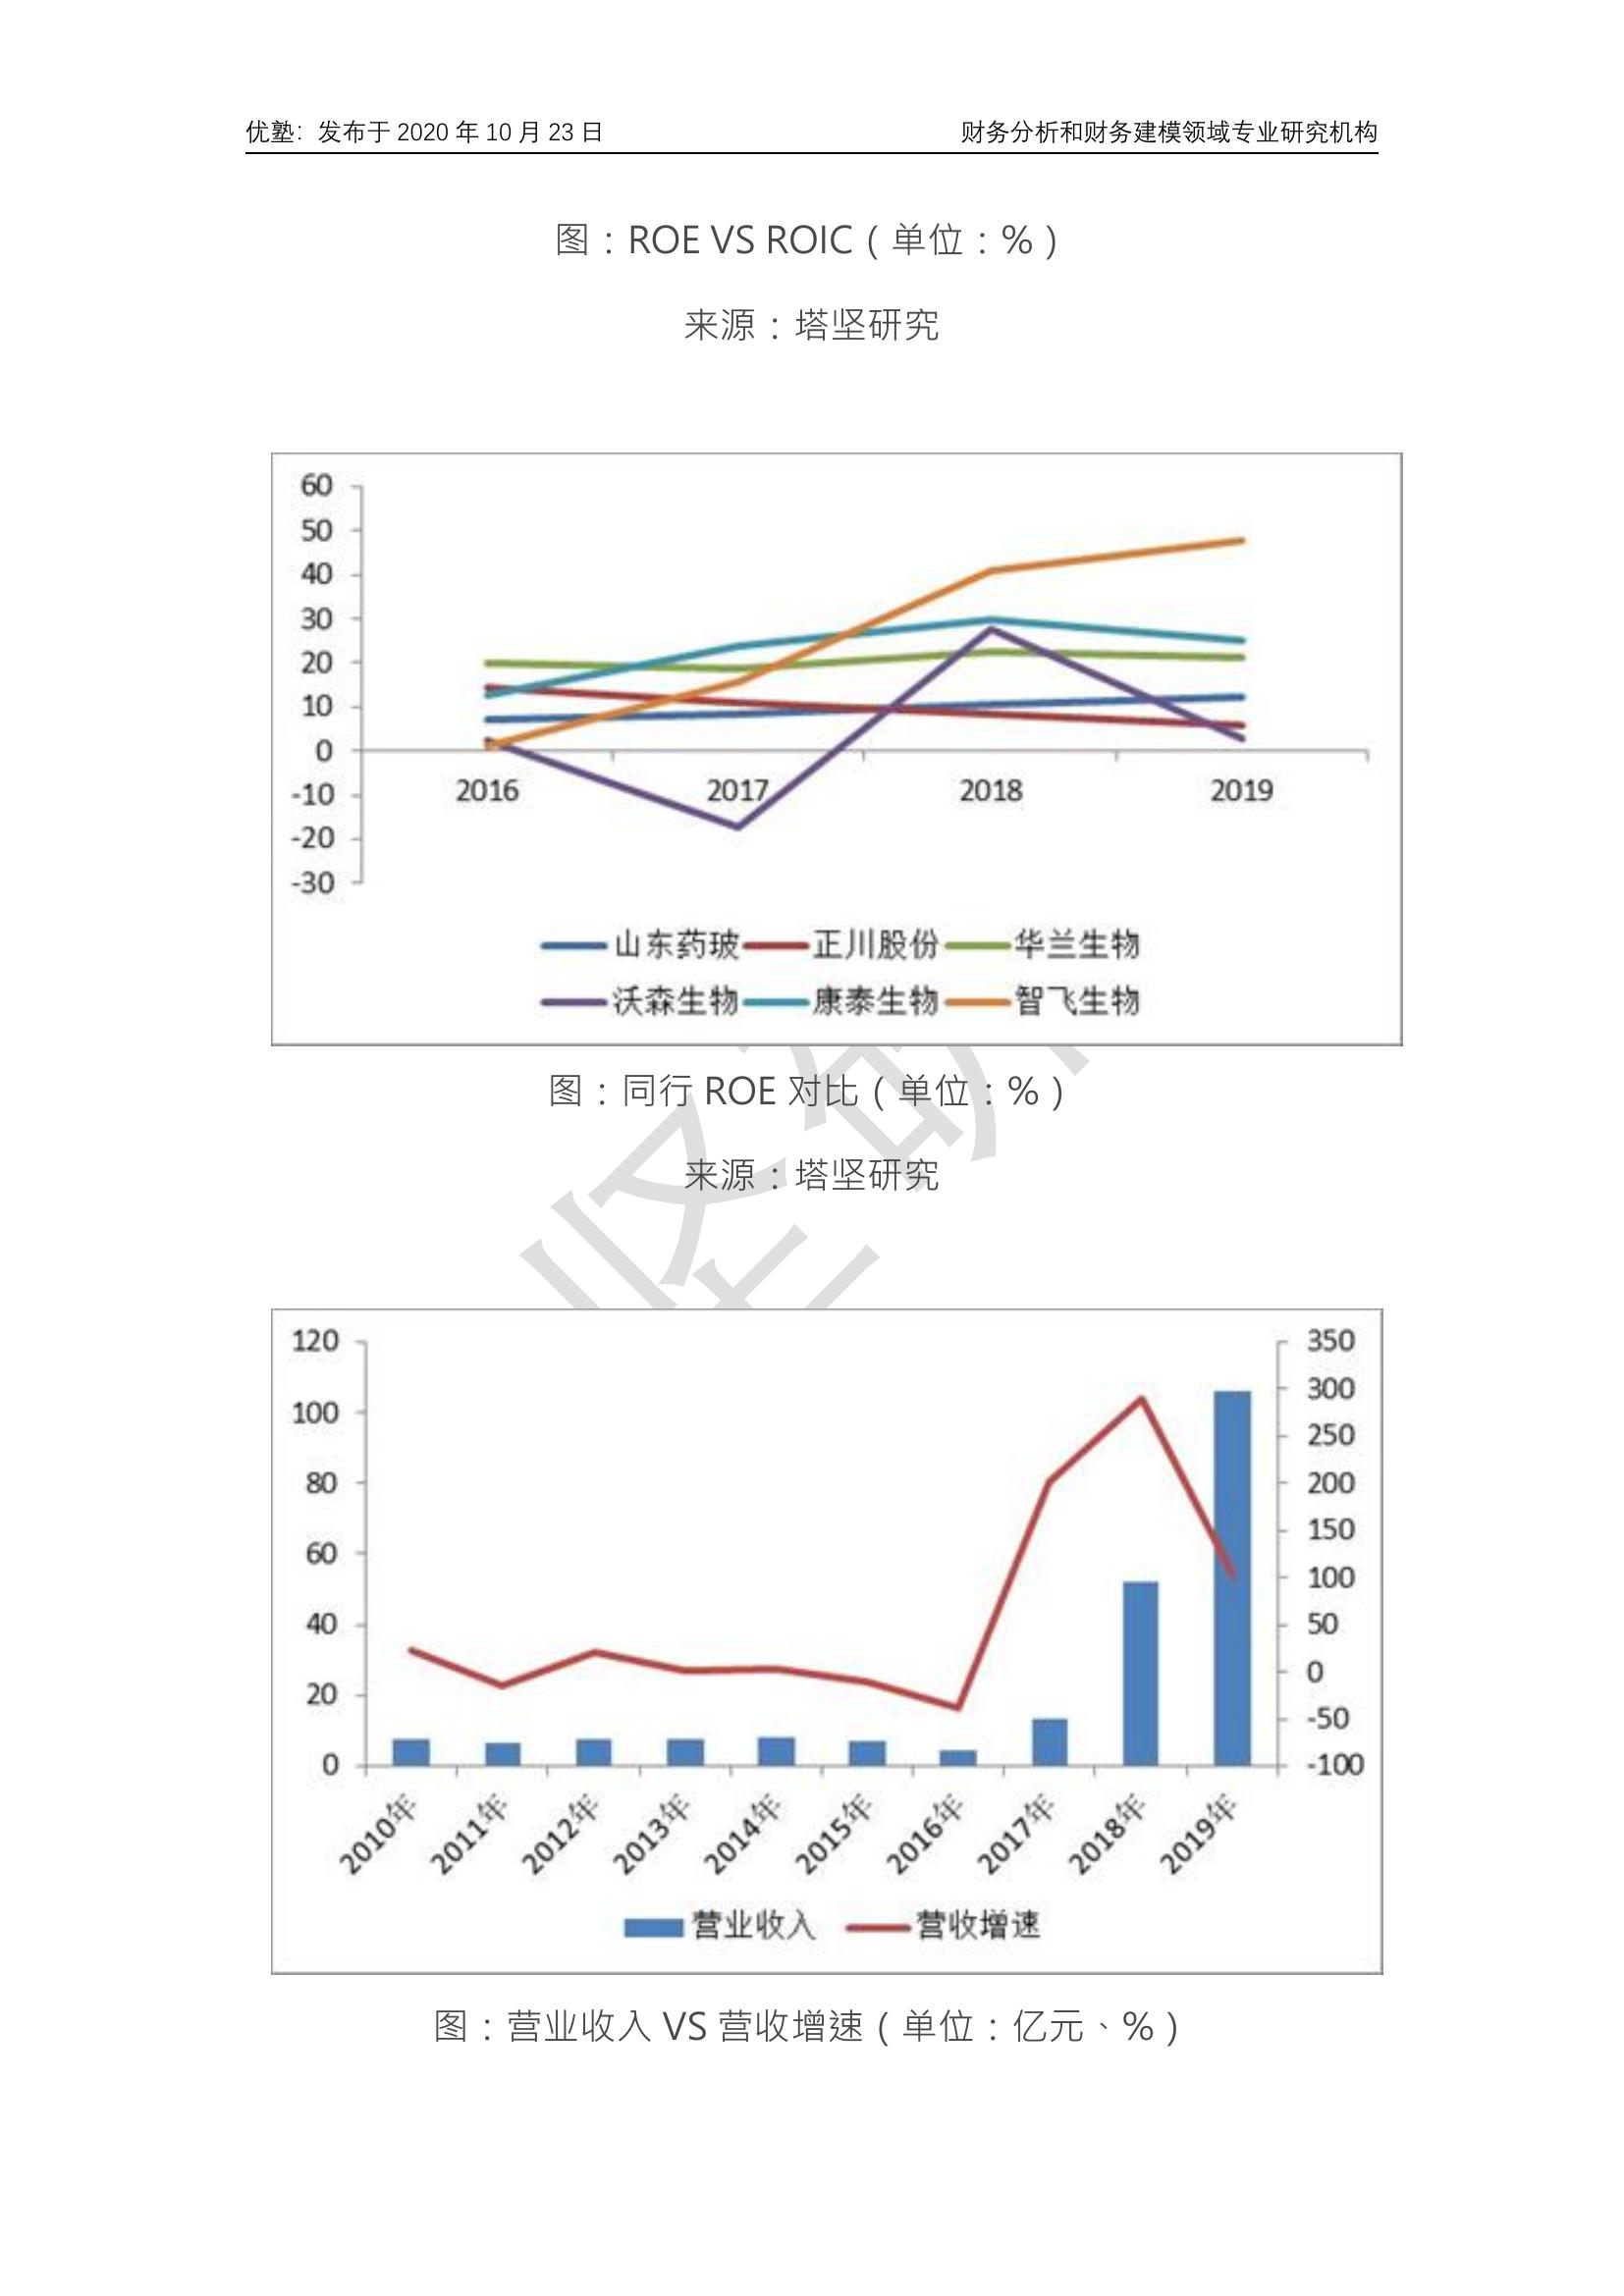 优塾：发布于 2020 年 10 月 23 日 财务分析和财务建模领域专业研究机构
图：ROE VS ROIC（单位：%）
来源：塔坚研究
60
50
40
30
20
10
0
-10
-20
-30
2016 2017 2018 2019
山东药玻 正川股份 华兰生物
沃森生物 康泰生物 智飞生物
图：同行 ROE 对比（单位：%）
来源：塔坚研究
坚研
120 350
100 300
80 250
60 200
40 150
20 100
0 50
0
-50
-100
2010年 2011年 2012年 2013年 2014年 2015年 2016年 2017年 2018年 2019年
营业收入 营收增速
图：营业收入 VS 营收增速（单位：亿元、%）